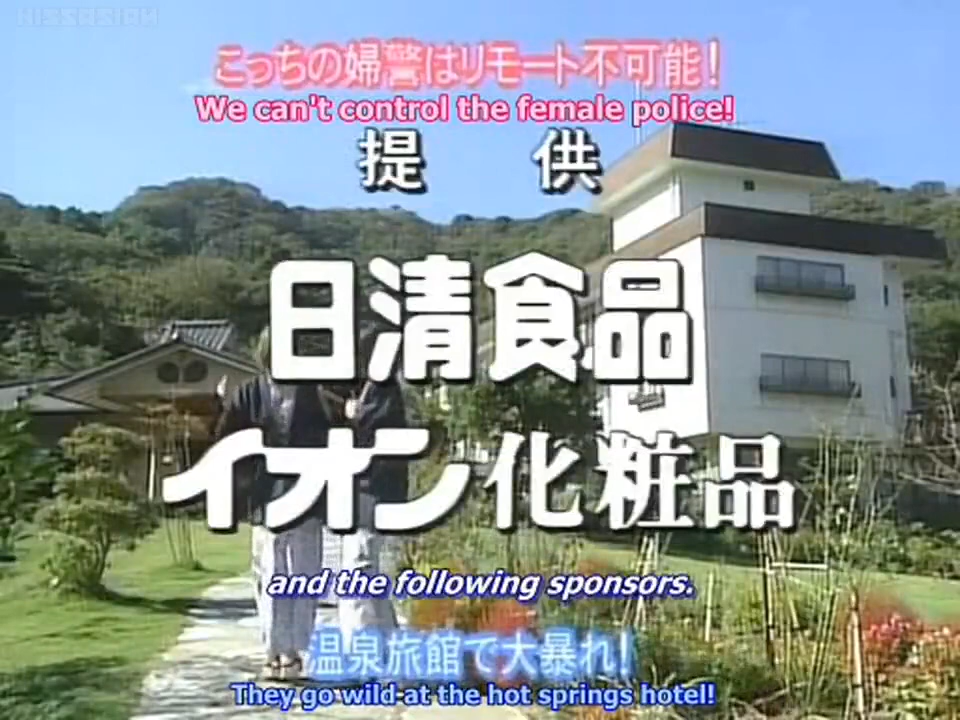 KISSASIAN
こっちの婦警はリモート不可能!
We can't control the female police!
提 供
日清食品
イオン化粧品
and the following sponsors.
温泉旅館で大暴れ!
They go wild at the hot springs hotel!